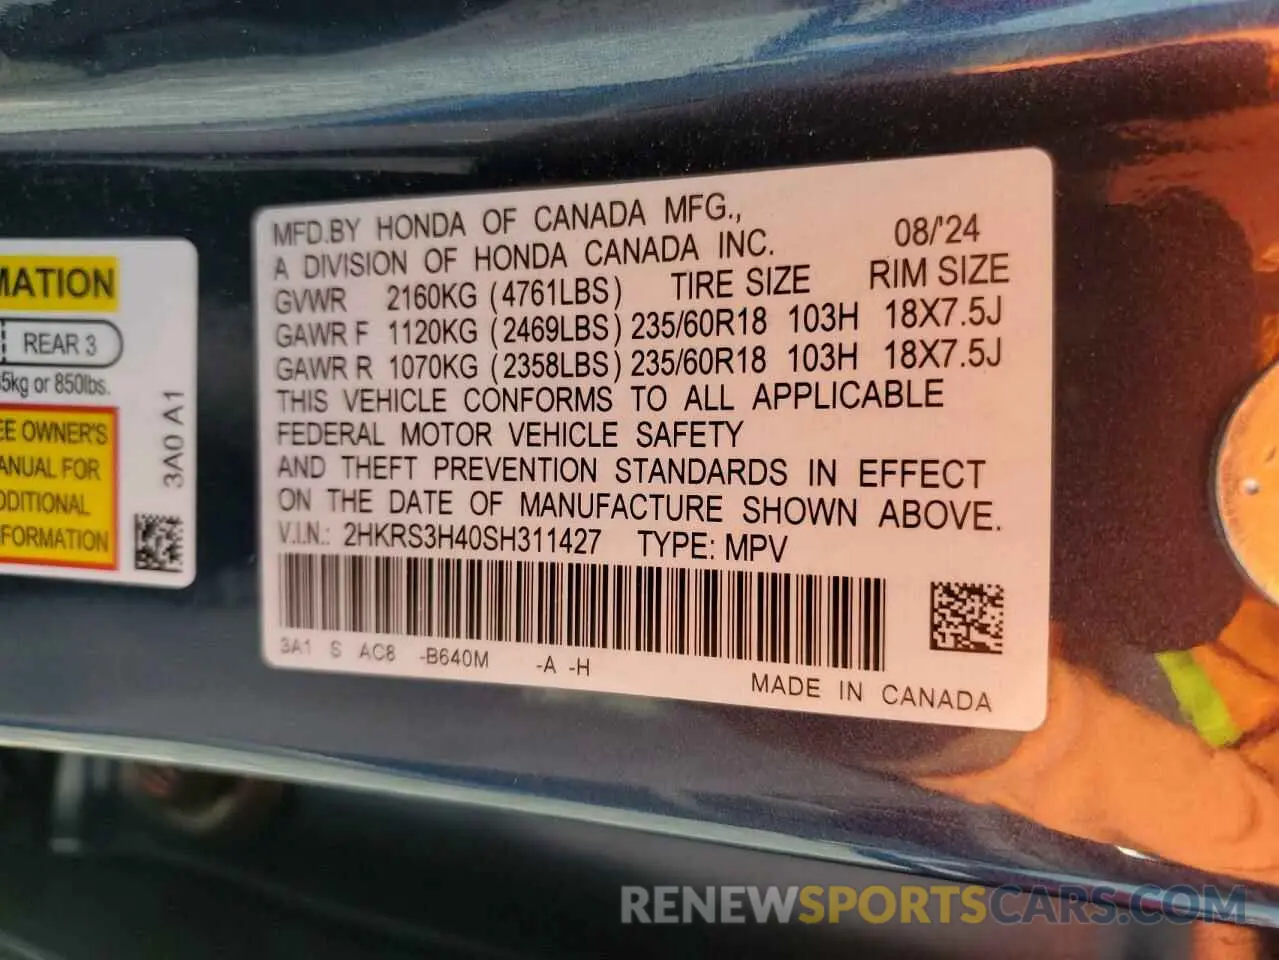 MATION
REAR 3
5kg or 850lbs.
EE OWNER'S
ANUAL FOR
DDITIONAL
FORMATION
3A0 A1
MFD.BY HONDA OF CANADA MFG.,
A DIVISION OF HONDA CANADA INC. 08/'24
GVWR 2160KG (4761LBS) TIRE SIZE RIM SIZE
GAWR F 1120KG (2469LBS) 235/60R18 103H 18X7.5J
GAWR R 1070KG (2358LBS) 235/60R18 103H 18X7.5J
THIS VEHICLE CONFORMS TO ALL APPLICABLE
FEDERAL MOTOR VEHICLE SAFETY
AND THEFT PREVENTION STANDARDS IN EFFECT
ON THE DATE OF MANUFACTURE SHOWN ABOVE.
V.I.N.: 2HKRS3H40SH311427 TYPE: MPV
3A1 S AC8 -B640M -A -H
MADE IN CANADA
RENEWSPORTSCARS.COM